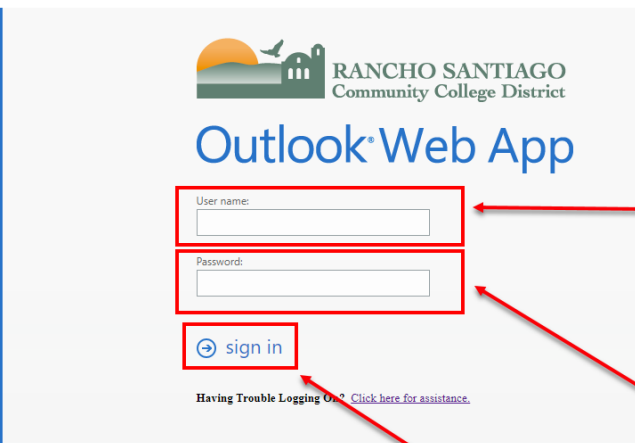 RANCHO SANTIAGO
Community College District
Outlook® Web App
User name:
Password:
sign in
Having Trouble Logging On? Click here for assistance.